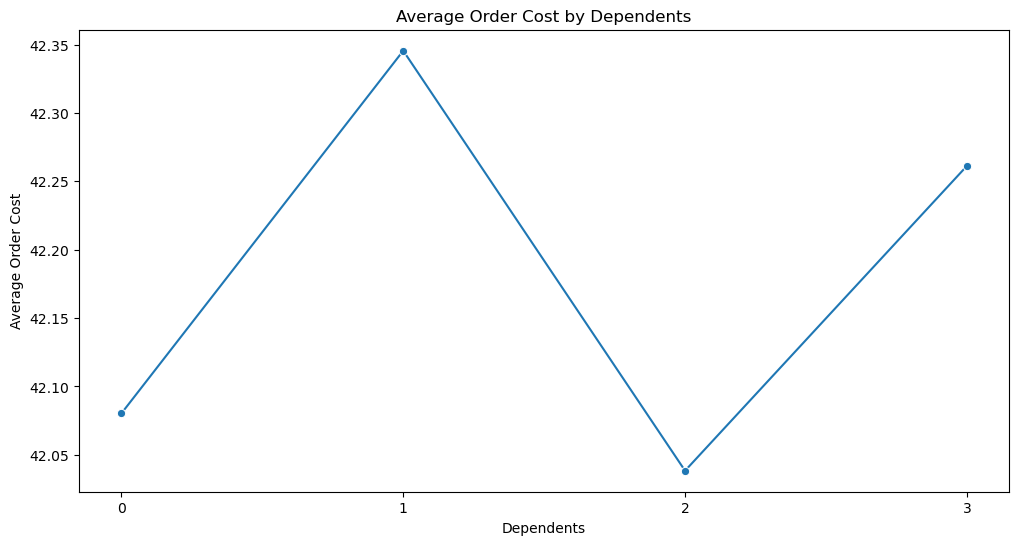 Average Order Cost by Dependents
42.35
42.30
42.25
42.20
42.15
42.10
42.05
Average Order Cost
0 1 2 3
Dependents